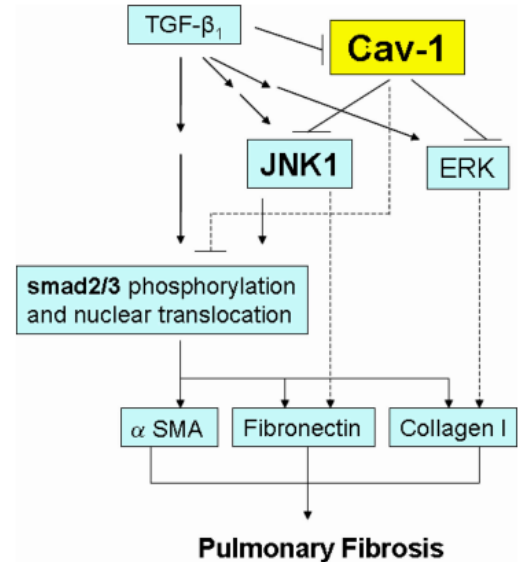 TGF-β₁
Cav-1
JNK1
ERK
smad2/3 phosphorylation
and nuclear translocation
α SMA
Fibronectin
Collagen I
Pulmonary Fibrosis